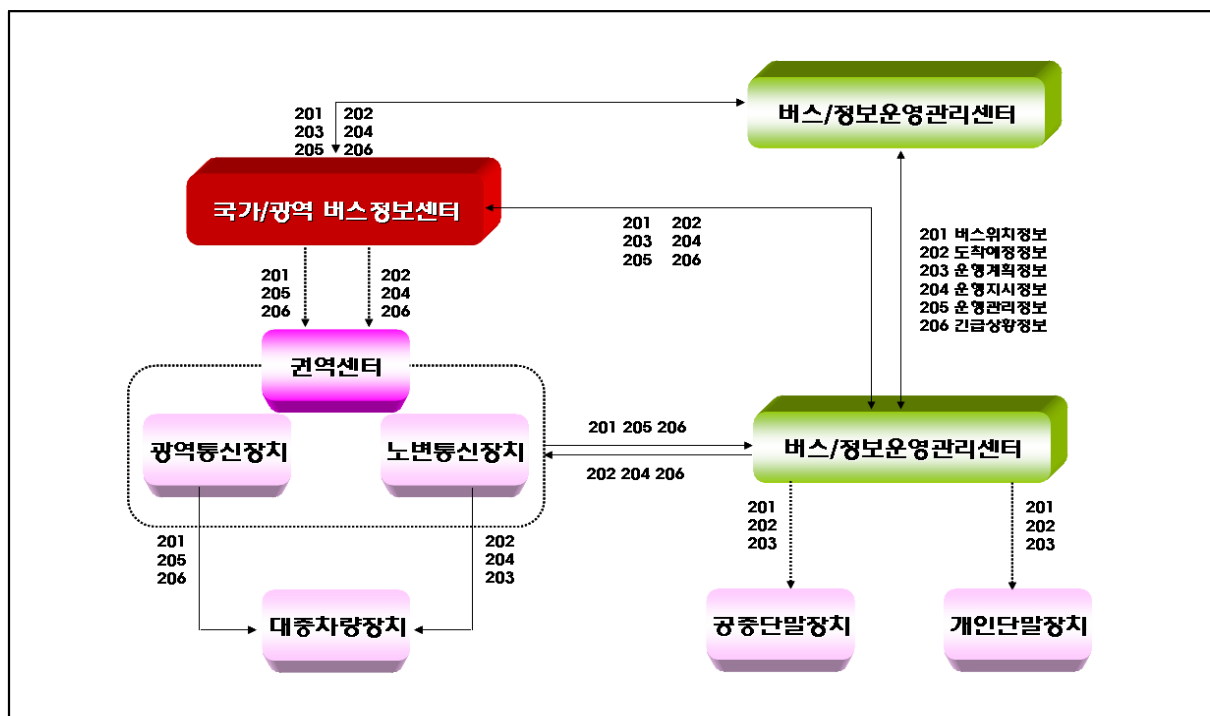 버스/정보운영관리센터
201 202
203 204
205 206
국가/광역 버스정보센터
201 202
203 204
205 206
201 버스위치정보
202 도착예정정보
203 운행계획정보
204 운행지시정보
205 운행관리정보
206 긴급상황정보
201
205
206
202
204
206
권역센터
광역통신장치
노변통신장치
201 205 206
202 204 206
버스/정보운영관리센터
201
205
206
202
204
203
201
202
203
201
202
203
대중차량장치
공중단말장치
개인단말장치